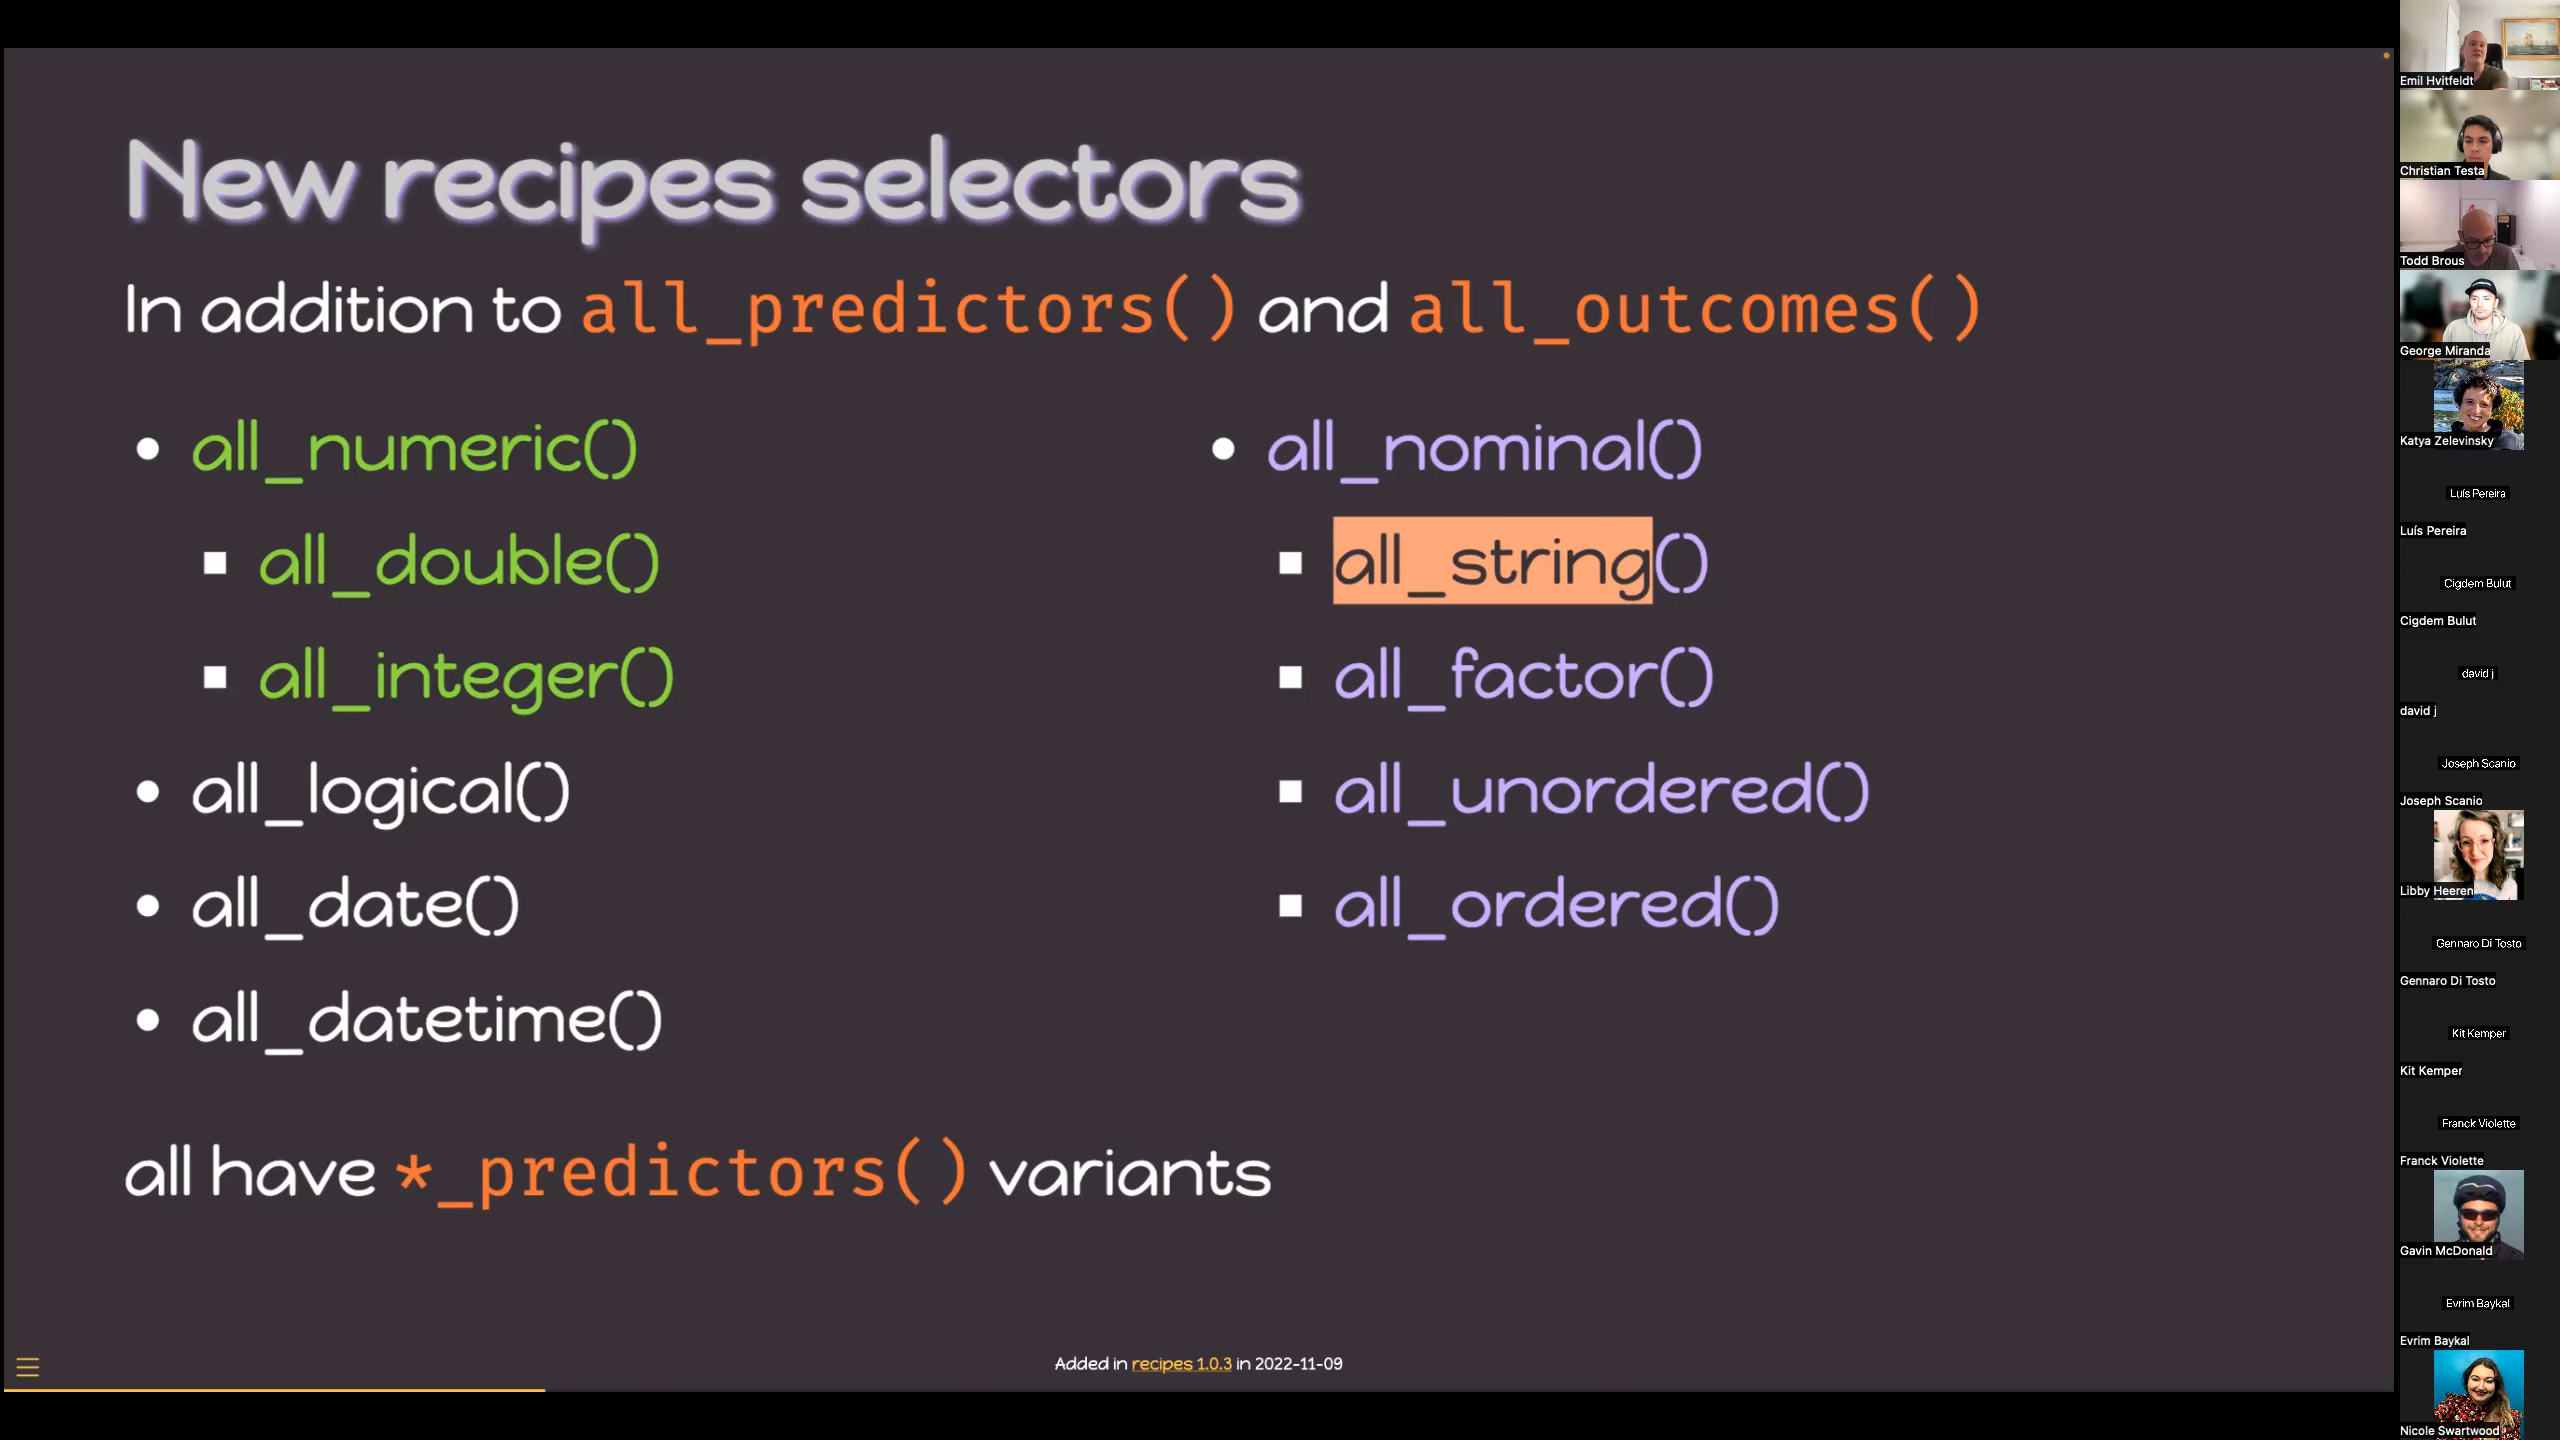 New recipes selectors
In addition to all_predictors() and all_outcomes()
all_numeric()
all_double()
all_integer()
all_logical()
all_date()
all_datetime()
all_nominal()
all_string()
all_factor()
all_unordered()
all_ordered()
all have *_predictors() variants
Added in recipes 1.0.3 in 2022-11-09
Emil Hvitfeldt
Christian Testa
Todd Brous
George Miranda
Katya Zelevinsky
Luís Pereira
Luís Pereira
Cigdem Bulut
Cigdem Bulut
david j
david j
Joseph Scanio
Joseph Scanio
Libby Heeren
Gennaro Di Tosto
Gennaro Di Tosto
Kit Kemper
Kit Kemper
Franck Violette
Franck Violette
Gavin McDonald
Evrim Baykal
Evrim Baykal
Nicole Swartwood